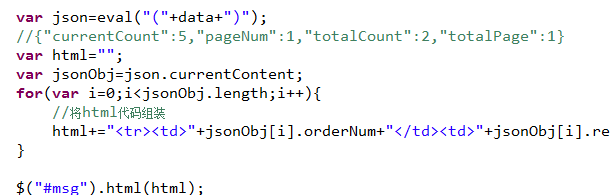 var json=eval("("+data+")");
//{"currentCount":5,"pageNum":1,"totalCount":2,"totalPage":1}
var html="";
var jsonObj=json.currentContent;
for(var i=0;i<jsonObj.length;i++){
//将html代码组装
html+="<tr><td>"+jsonObj[i].orderNum+"</td><td>"+jsonObj[i].re
}
$("#msg").html(html);